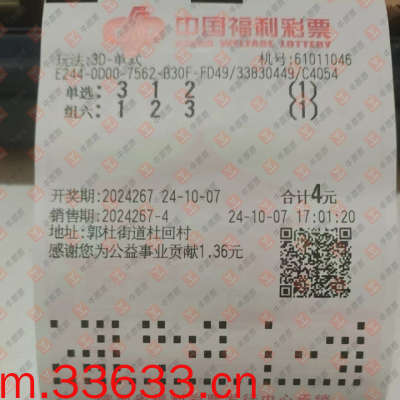 中国福利彩票
CHINA WELFARE LOTTERY
玩法:3D-单式 机号:61011046
E244-0D00-7562-B30F-FD49/33830449/C4054
单选: 3 1 2 (1)
组六: 1 2 3 (1)
开奖期:2024267 24-10-07 合计4元
销售期:2024267-4 24-10-07 17:01:20
地址:郭杜街道杜回村
感谢您为公益事业贡献1.36元
m.33633.cn